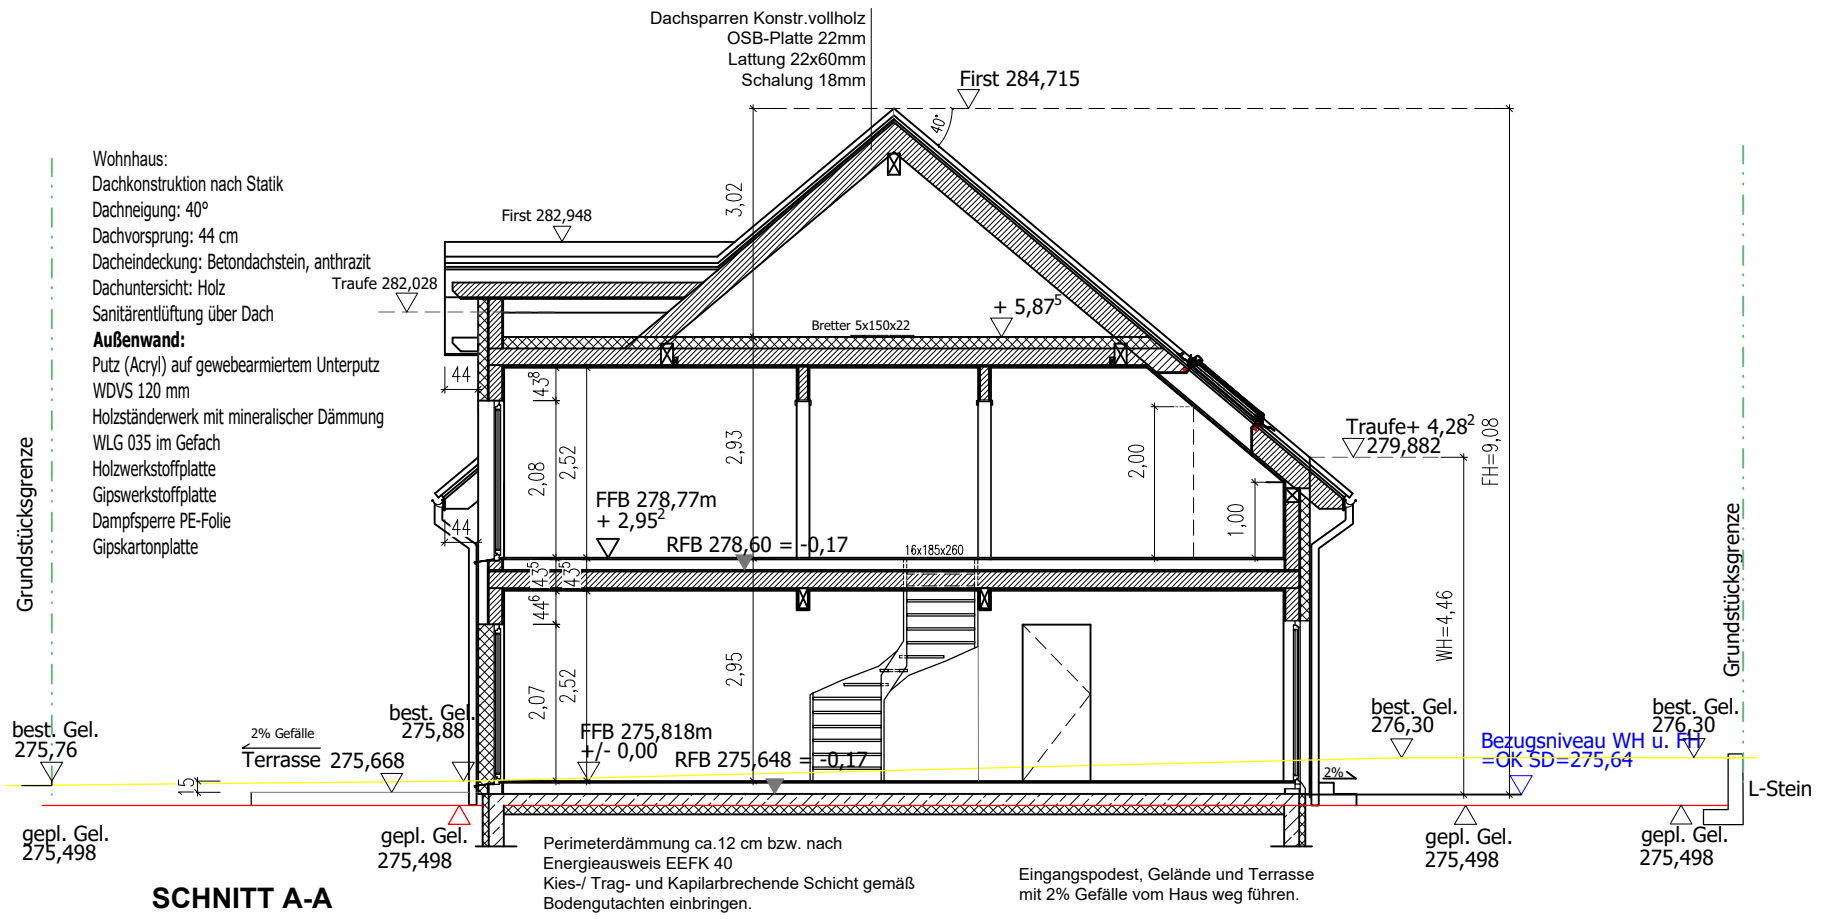 Dachsparren Konstr.vollholz
OSB-Platte 22mm
Lattung 22x60mm
Schalung 18mm
First 284,715
40°
Wohnhaus:
Dachkonstruktion nach Statik
Dachneigung: 40°
Dachvorsprung: 44 cm
Dacheindeckung: Betondachstein, anthrazit
Dachuntersicht: Holz
Sanitärentlüftung über Dach
Außenwand:
Putz (Acryl) auf gewebearmiertem Unterputz
WDVS 120 mm
Holzständerwerk mit mineralischer Dämmung
WLG 035 im Gefach
Holzwerkstoffplatte
Gipswerkstoffplatte
Dampfsperre PE-Folie
Gipskartonplatte
First 282,948
Traufe 282,028
3,02
+ 5,87⁵
Bretter 5x150x22
44
43⁸
2,93
2,52
2,08
2,00
1,00
Traufe+ 4,28²
279,882
FH=9,08
WH=4,46
Grundstücksgrenze
Grundstücksgrenze
44
FFB 278,77m
+ 2,95²
RFB 278,60 = -0,17
16x185x260
43⁵
43⁵
44⁶
2,95
2,52
2,07
FFB 275,818m
+/- 0,00
RFB 275,648 = -0,17
best. Gel.
275,76
2% Gefälle
Terrasse 275,668
best. Gel.
275,88
15
best. Gel.
276,30
best. Gel.
276,30
Bezugsniveau WH u. FH
=OK SD=275,64
2%
L-Stein
gepl. Gel.
275,498
gepl. Gel.
275,498
gepl. Gel.
275,498
gepl. Gel.
275,498
Perimeterdämmung ca.12 cm bzw. nach
Energieausweis EEFK 40
Kies-/ Trag- und Kapilarbrechende Schicht gemäß
Bodengutachten einbringen.
Eingangspodest, Gelände und Terrasse
mit 2% Gefälle vom Haus weg führen.
SCHNITT A-A